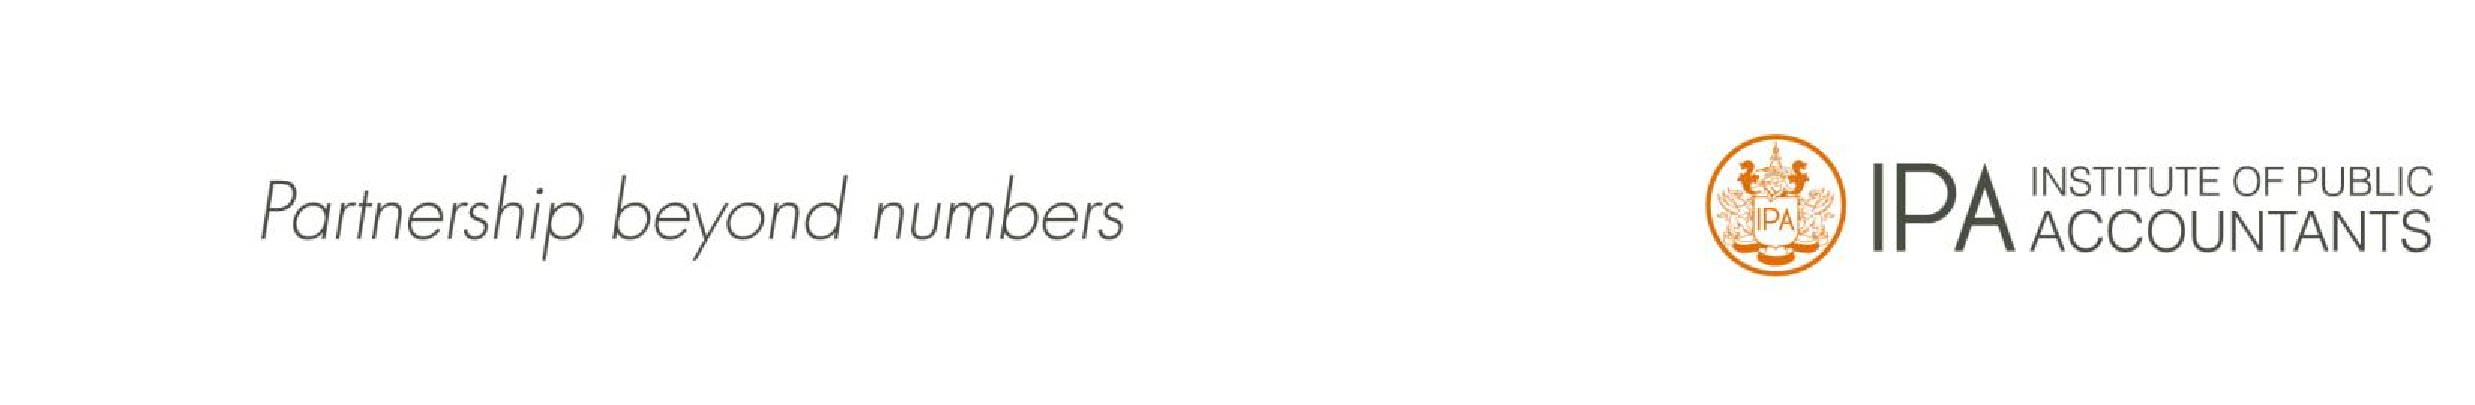 Partnership beyond numbers
IPA
IPA
INSTITUTE OF PUBLIC
ACCOUNTANTS